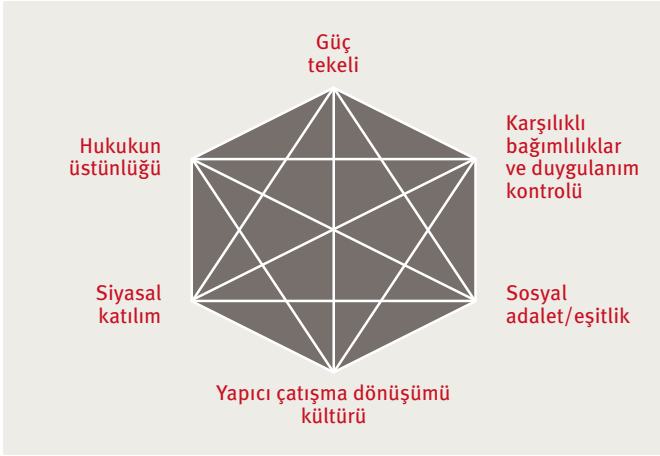 Güç
tekeli
Hukukun
üstünlüğü
Karşılıklı
bağımlılıklar
ve duygulanım
kontrolü
Siyasal
katılım
Sosyal
adalet/eşitlik
Yapıcı çatışma dönüşümü
kültürü